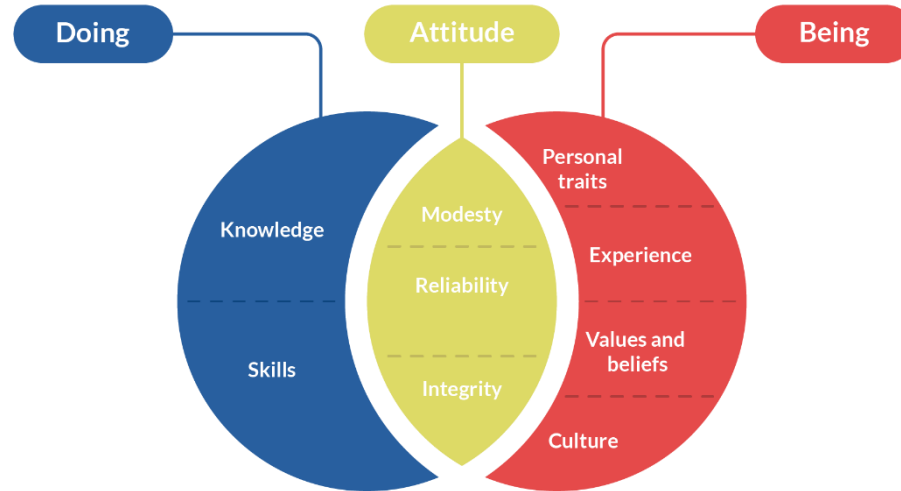 Doing
Attitude
Being
Knowledge
Skills
Modesty
Reliability
Integrity
Personal
traits
Experience
Values and
beliefs
Culture